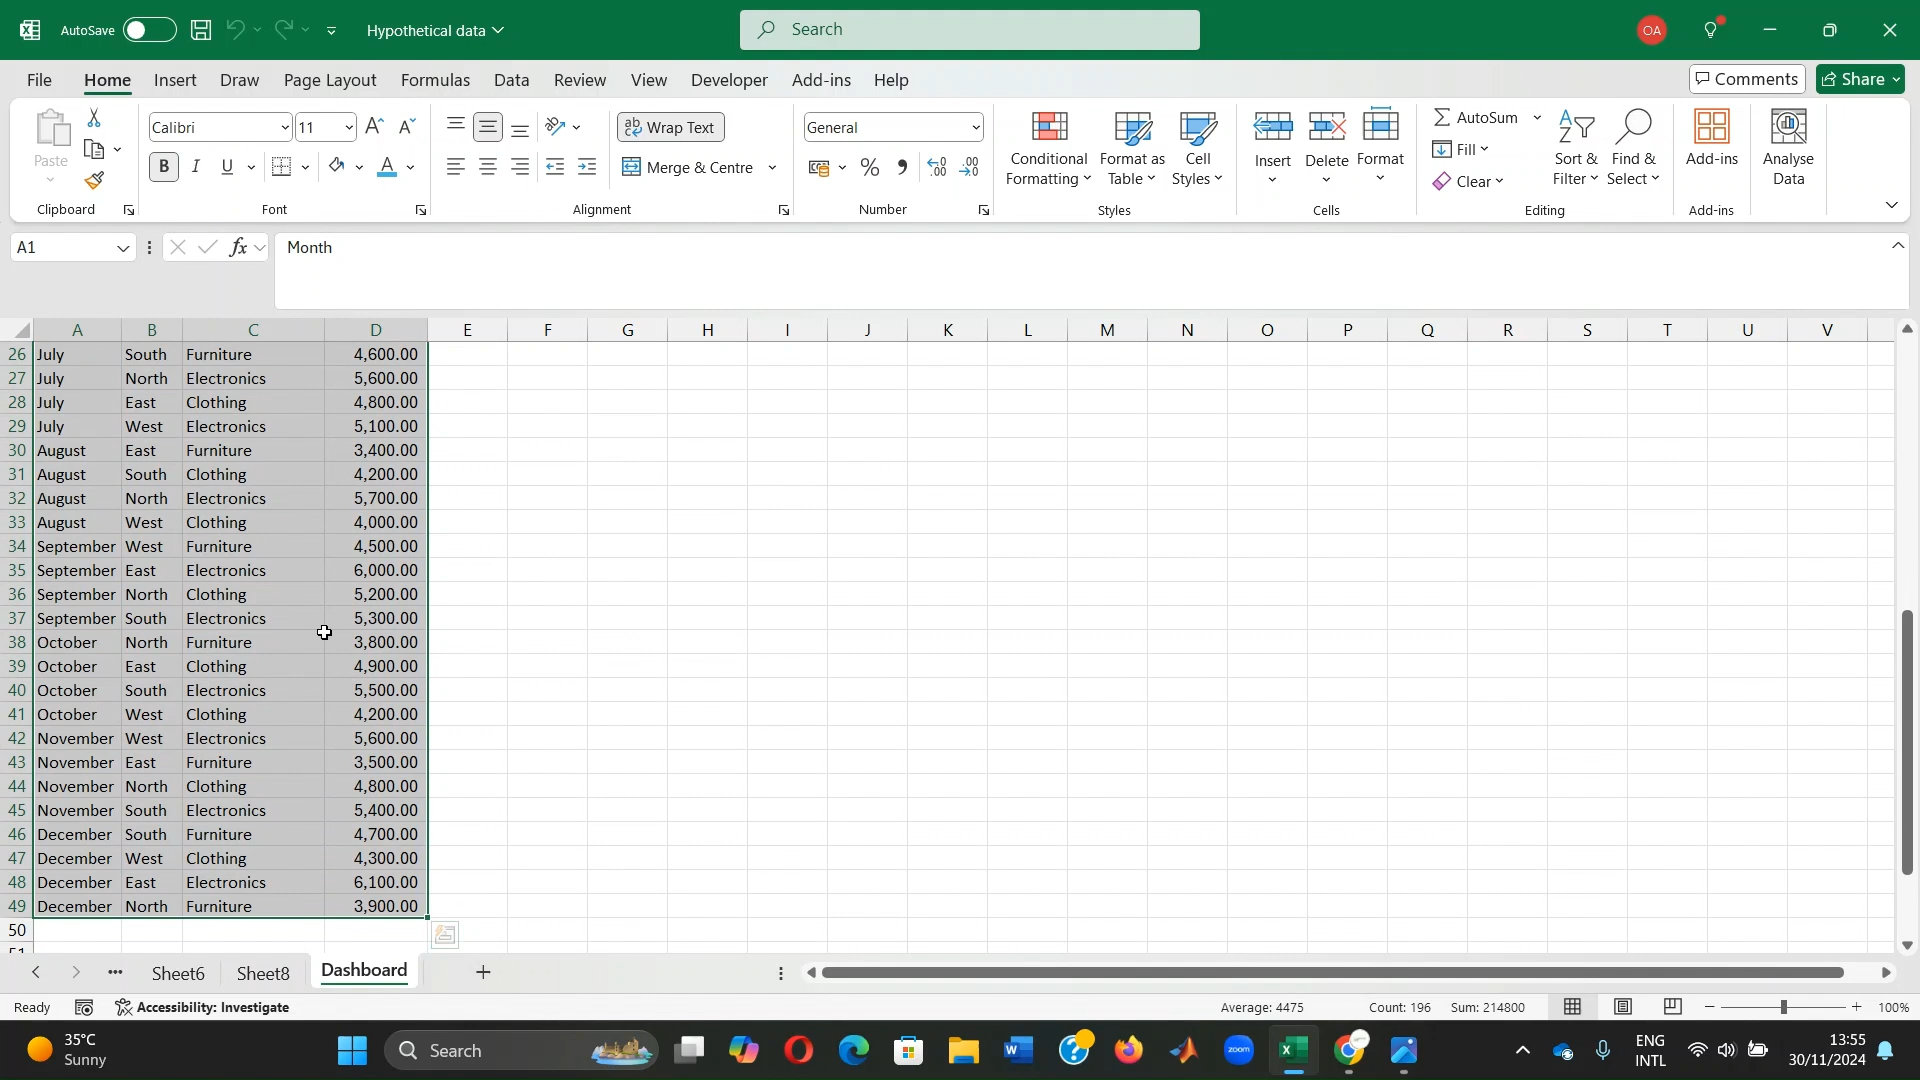 AutoSave Hypothetical data Search OA
File Home Insert Draw Page Layout Formulas Data Review View Developer Add-ins Help Comments Share
Paste Calibri 11 Wrap Text General Conditional Formatting Format as Table Cell Styles Insert Delete Format AutoSum Sort & Filter Find & Select Add-ins Analyse Data
B I U A Merge & Centre % Fill Clear
Clipboard Font Alignment Number Styles Cells Editing Add-ins
A1 fx Month
A B C D E F G H I J K L M N O P Q R S T U V
26 July South Furniture 4,600.00
27 July North Electronics 5,600.00
28 July East Clothing 4,800.00
29 July West Electronics 5,100.00
30 August East Furniture 3,400.00
31 August South Clothing 4,200.00
32 August North Electronics 5,700.00
33 August West Clothing 4,000.00
34 September West Furniture 4,500.00
35 September East Electronics 6,000.00
36 September North Clothing 5,200.00
37 September South Electronics 5,300.00
38 October North Furniture 3,800.00
39 October East Clothing 4,900.00
40 October South Electronics 5,500.00
41 October West Clothing 4,200.00
42 November West Electronics 5,600.00
43 November East Furniture 3,500.00
44 November North Clothing 4,800.00
45 November South Electronics 5,400.00
46 December South Furniture 4,700.00
47 December West Clothing 4,300.00
48 December East Electronics 6,100.00
49 December North Furniture 3,900.00
50
51
Sheet6 Sheet8 Dashboard
Ready Accessibility: Investigate Average: 4475 Count: 196 Sum: 214800 100%
35°C Sunny Search zoom ENG INTL 13:55 30/11/2024